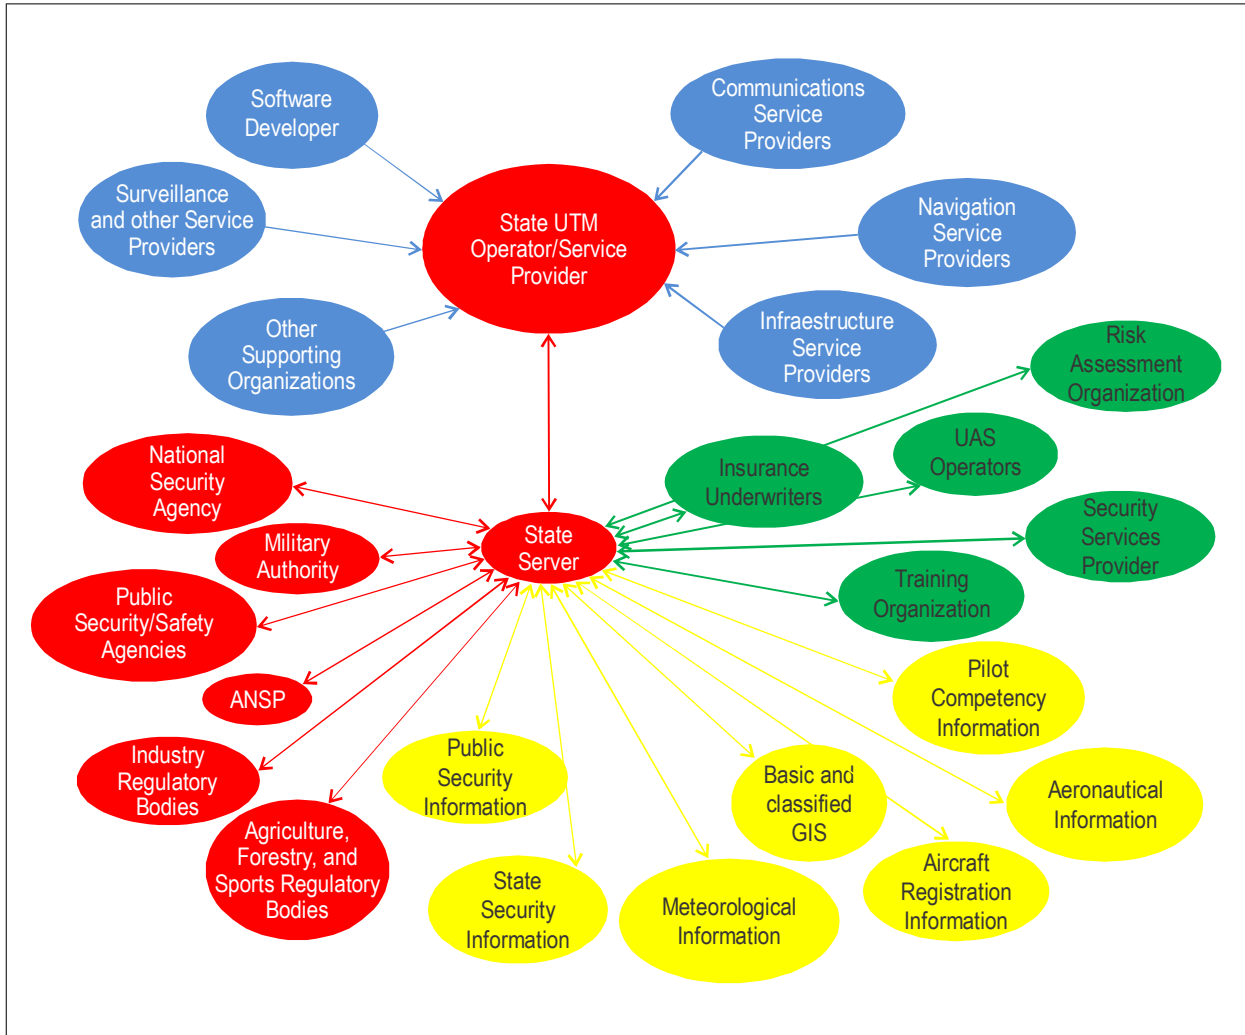 Software
Developer
Communications
Service
Providers
Surveillance
and other Service
Providers
State UTM
Operator/Service
Provider
Navigation
Service
Providers
Other
Supporting
Organizations
Infraestructure
Service
Providers
Risk
Assessment
Organization
National
Security
Agency
Insurance
Underwriters
UAS
Operators
Military
Authority
State
Server
Security
Services
Provider
Public
Security/Safety
Agencies
Training
Organization
ANSP
Pilot
Competency
Information
Industry
Regulatory
Bodies
Public
Security
Information
Basic and
classified
GIS
Aeronautical
Information
Agriculture,
Forestry, and
Sports Regulatory
Bodies
State
Security
Information
Meteorological
Information
Aircraft
Registration
Information